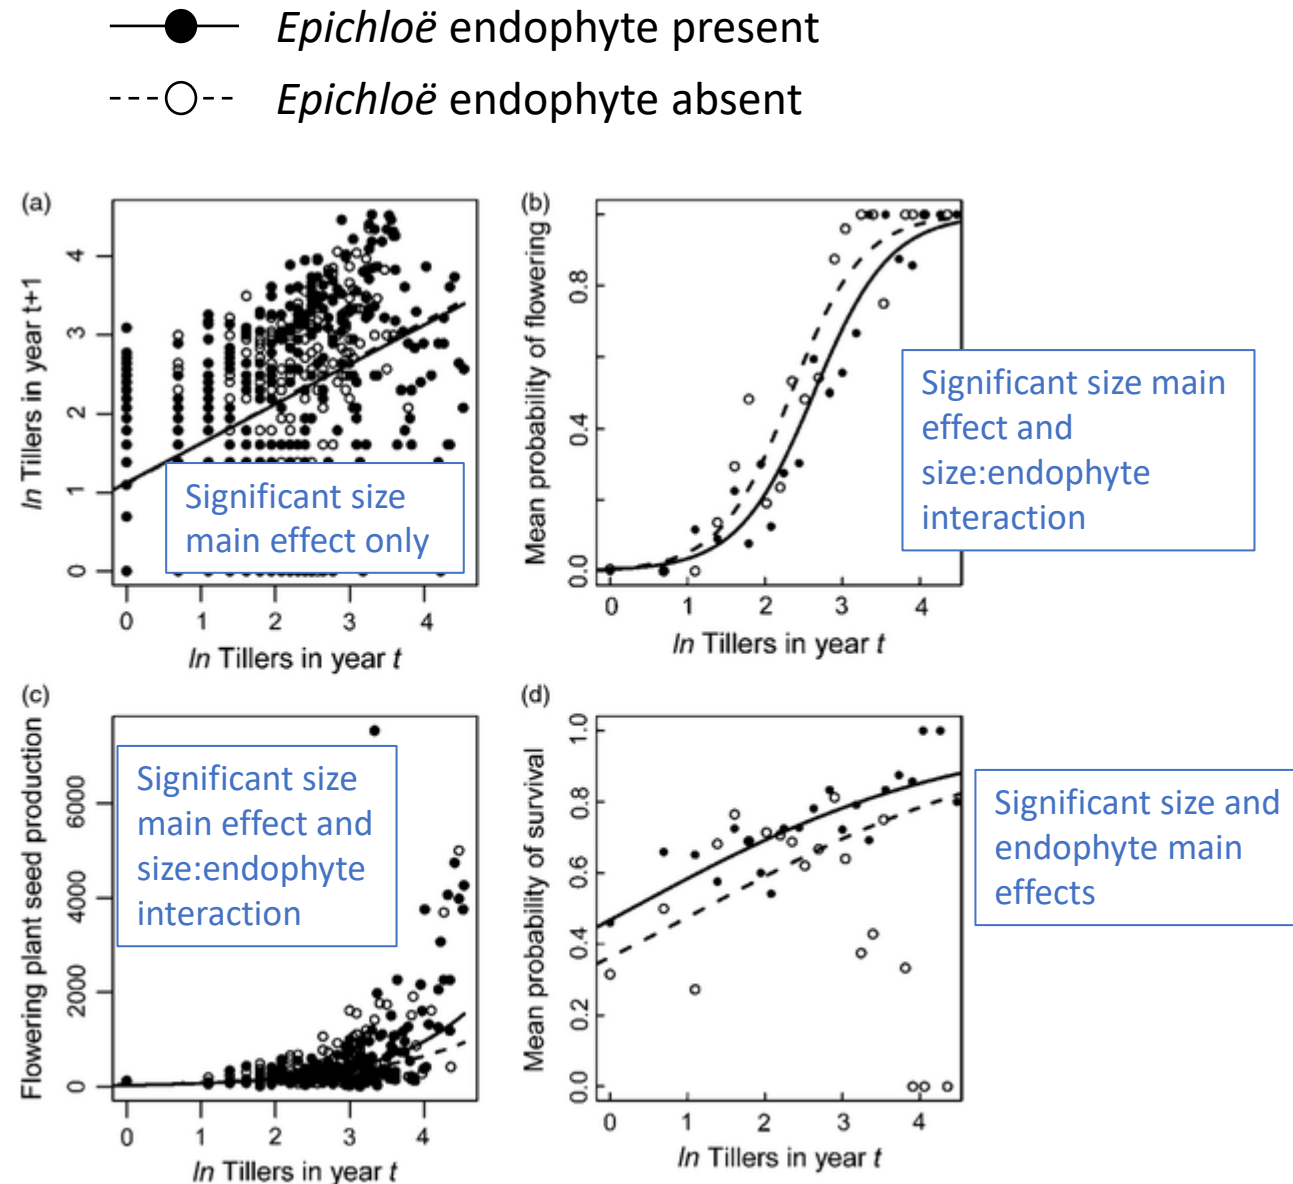 Epichloë endophyte present
Epichloë endophyte absent
(a)
ln Tillers in year t+1
4
3
2
1
0
Significant size
main effect only
0 1 2 3 4
ln Tillers in year t
(b)
Mean probability of flowering
0.8
0.4
0.0
Significant size main
effect and
size:endophyte
interaction
0 1 2 3 4
ln Tillers in year t
(c)
Flowering plant seed production
6000
4000
2000
0
Significant size
main effect and
size:endophyte
interaction
0 1 2 3 4
ln Tillers in year t
(d)
Mean probability of survival
1.0
0.8
0.6
0.4
0.2
0.0
Significant size and
endophyte main
effects
0 1 2 3 4
ln Tillers in year t